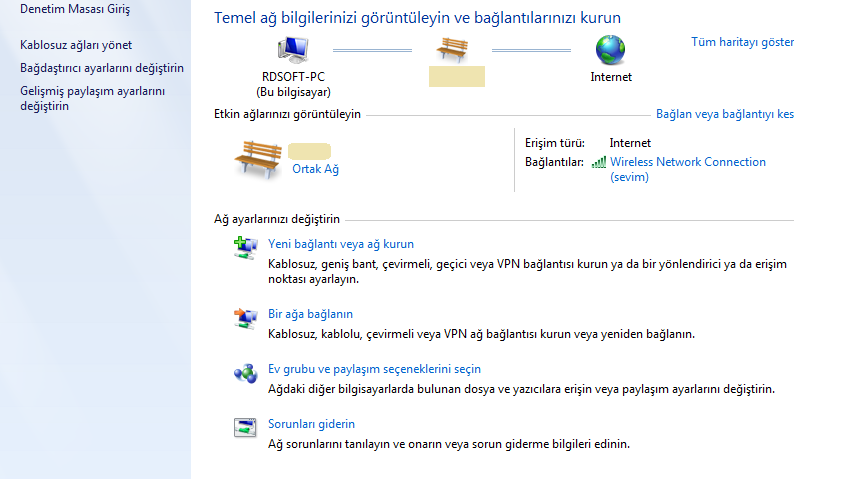 Denetim Masası Giriş
Kablosuz ağları yönet
Bağdaştırıcı ayarlarını değiştirin
Gelişmiş paylaşım ayarlarını
değiştirin
Temel ağ bilgilerinizi görüntüleyin ve bağlantılarınızı kurun
Tüm haritayı göster
RDSOFT-PC
(Bu bilgisayar)
Internet
Etkin ağlarınızı görüntüleyin
Bağlan veya bağlantıyı kes
Ortak Ağ
Erişim türü: Internet
Bağlantılar: Wireless Network Connection
(sevim)
Ağ ayarlarınızı değiştirin
Yeni bağlantı veya ağ kurun
Kablosuz, geniş bant, çevirmeli, geçici veya VPN bağlantısı kurun ya da bir yönlendirici ya da erişim
noktası ayarlayın.
Bir ağa bağlanın
Kablosuz, kablolu, çevirmeli veya VPN ağ bağlantısı kurun veya yeniden bağlanın.
Ev grubu ve paylaşım seçeneklerini seçin
Ağdaki diğer bilgisayarlarda bulunan dosya ve yazıcılara erişin veya paylaşım ayarlarını değiştirin.
Sorunları giderin
Ağ sorunlarını tanılayın ve onarın veya sorun giderme bilgileri edinin.